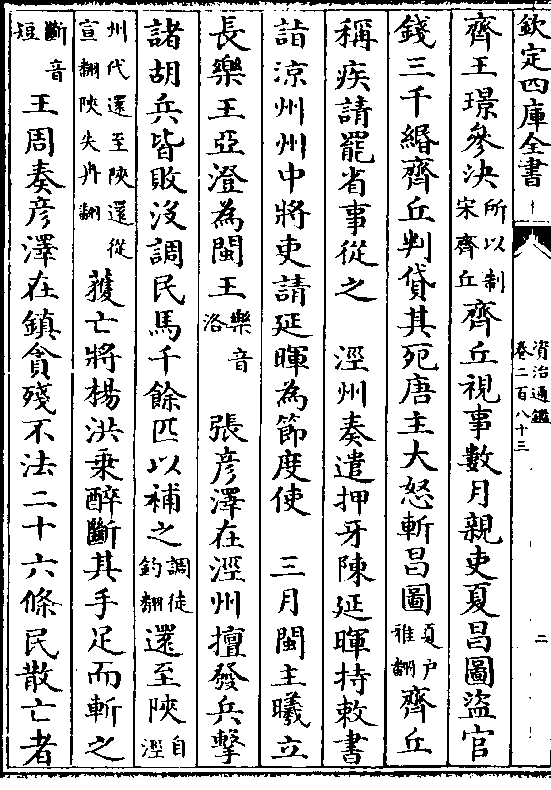 欽定四庫全書
資治通鑑
卷二百八十三
二
齊王璟參決所以制宋齊丘齊丘視事數月親吏夏昌圖盜官
錢三千緡齊丘判貸其死唐主大怒斬昌圖夏户雅翻齊丘
稱疾請罷省事從之　涇州奏遣押牙陳延暉持敕書
詣涼州州中將吏請延暉為節度使　三月閩主曦立
長樂王亞澄為閩王樂音洛　張彥澤在涇州擅發兵擊
諸胡兵皆敗没調民馬千餘匹以補之調徒釣翻還至陝自涇
州代還至陝還從宣翻陝失冉翻獲亡將楊洪乗醉斷其手足而斬之
斷音短王周奏彥澤在鎮貪殘不法二十六條民散亡者